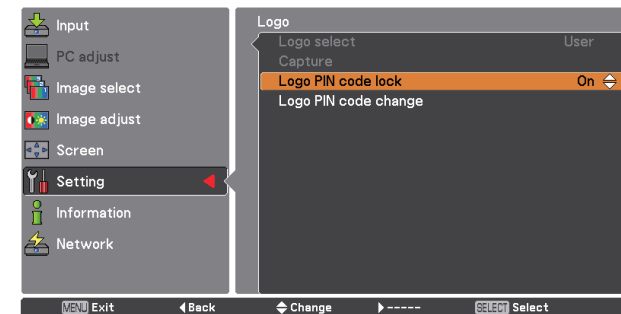 Input
PC adjust
Image select
Image adjust
Screen
Setting
Information
Network
Logo
Logo select User
Capture
Logo PIN code lock On
Logo PIN code change
MENU Exit Back Change ----- SELECT Select